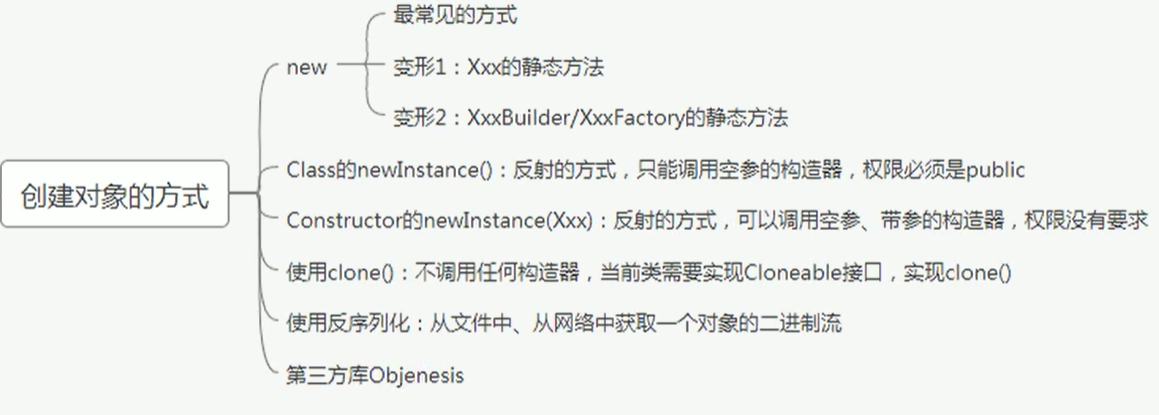 创建对象的方式
new
最常见的方式
变形1：Xxx的静态方法
变形2：XxxBuilder/XxxFactory的静态方法
Class的newInstance()：反射的方式，只能调用空参的构造器，权限必须是public
Constructor的newInstance(Xxx)：反射的方式，可以调用空参、带参的构造器，权限没有要求
使用clone()：不调用任何构造器，当前类需要实现Cloneable接口，实现clone()
使用反序列化：从文件中、从网络中获取一个对象的二进制流
第三方库Objenesis